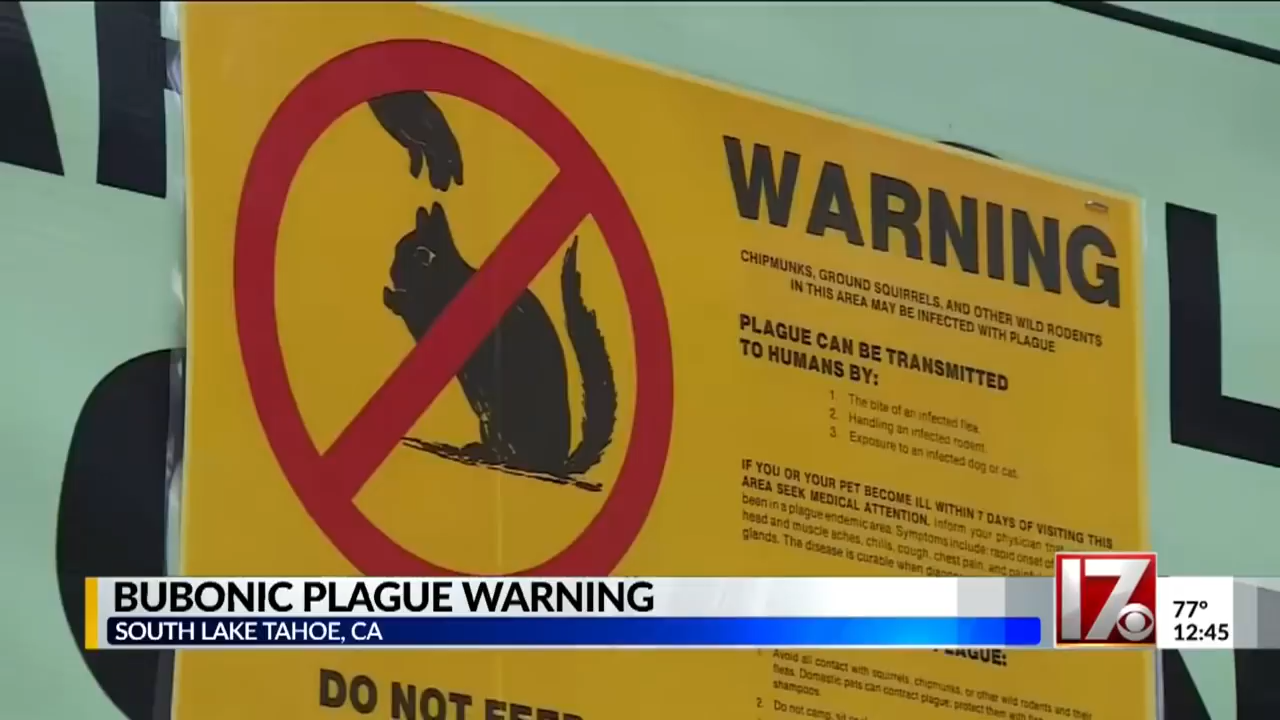 WARNING
CHIPMUNKS, GROUND SQUIRRELS, AND OTHER WILD RODENTS
IN THIS AREA MAY BE INFECTED WITH PLAGUE
PLAGUE CAN BE TRANSMITTED
TO HUMANS BY:
1. The bite of an infected flea.
2. Handling an infected rodent.
3. Exposure to an infected dog or cat.
IF YOU OR YOUR PET BECOME ILL WITHIN 7 DAYS OF VISITING THIS
AREA SEEK MEDICAL ATTENTION. Inform your physician that
been in a plague endemic area. Symptoms include: rapid onset of
head and muscle aches, chills, cough, chest pain, and
glands. The disease is curable when
BUBONIC PLAGUE WARNING
SOUTH LAKE TAHOE, CA
17
77°
12:45
DO NOT FEED
PLAGUE:
1. Avoid all contact with squirrels, chipmunks, or other wild rodents and their
fleas. Domestic pets can contract plague; protect them with
shampoos.
2. Do not camp,